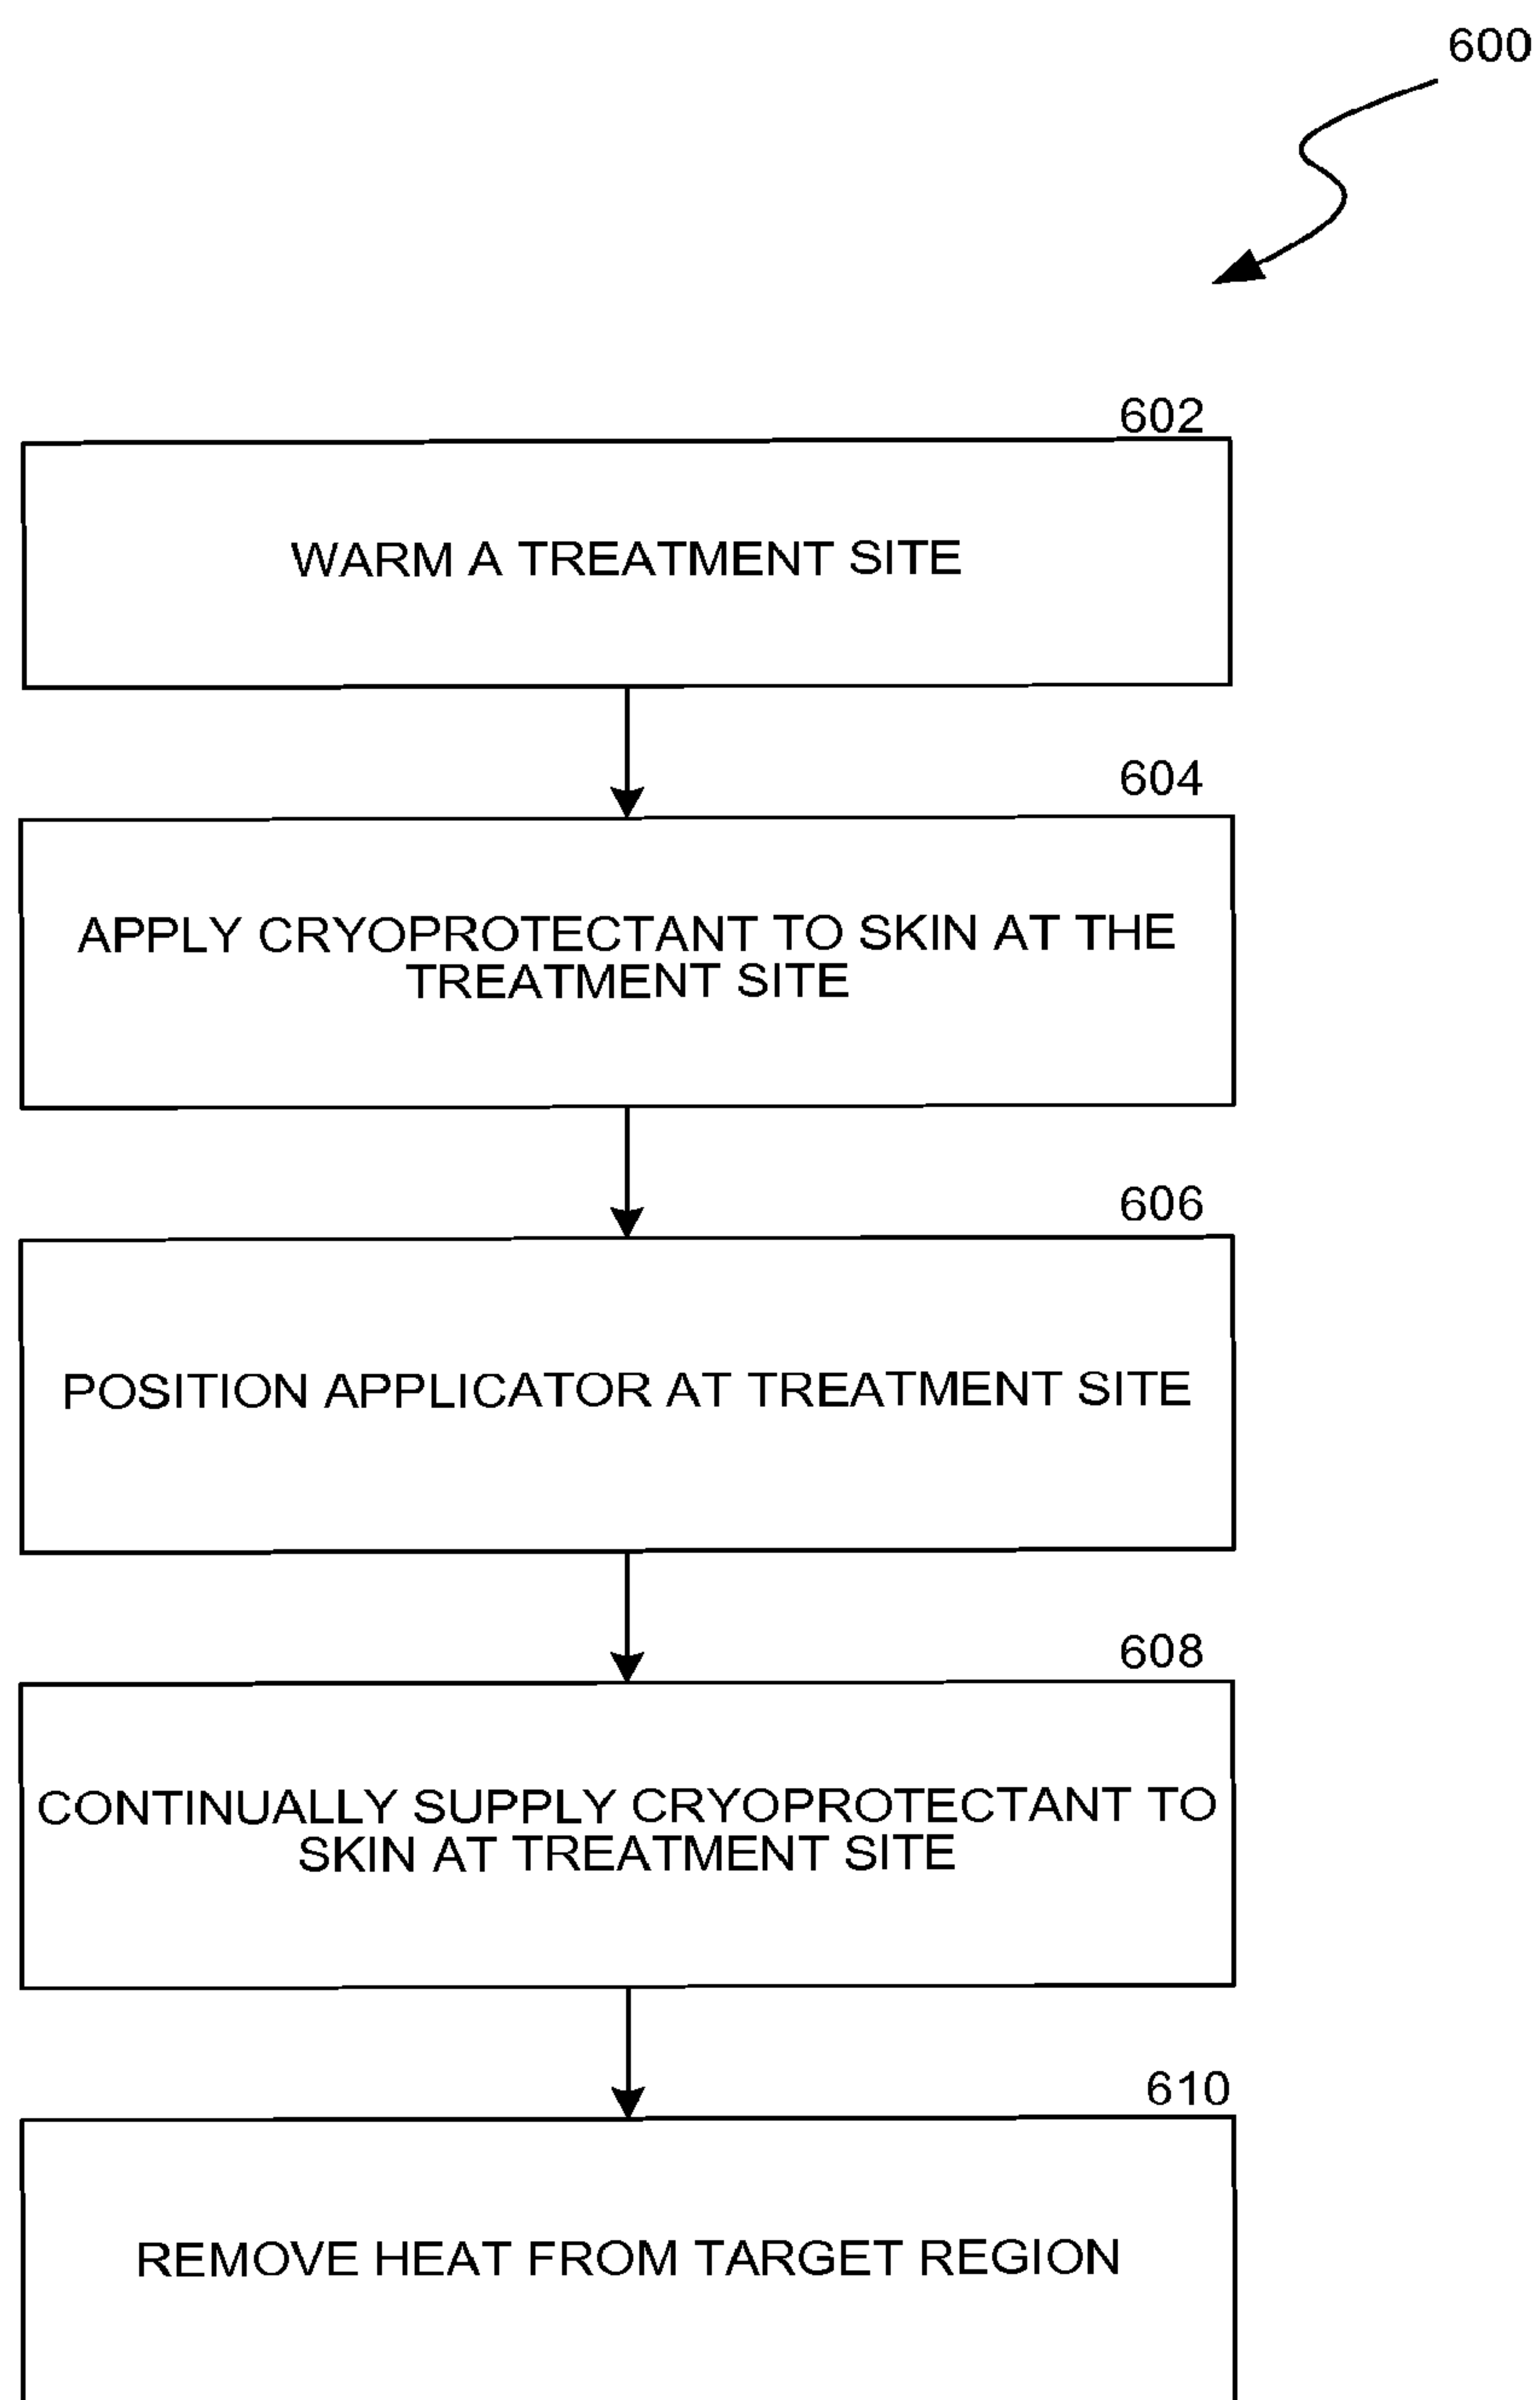 600
602
WARM A TREATMENT SITE
604
APPLY CRYOPROTECTANT TO SKIN AT THE
TREATMENT SITE
606
POSITION APPLICATOR AT TREATMENT SITE
608
CONTINUALLY SUPPLY CRYOPROTECTANT TO
SKIN AT TREATMENT SITE
610
REMOVE HEAT FROM TARGET REGION